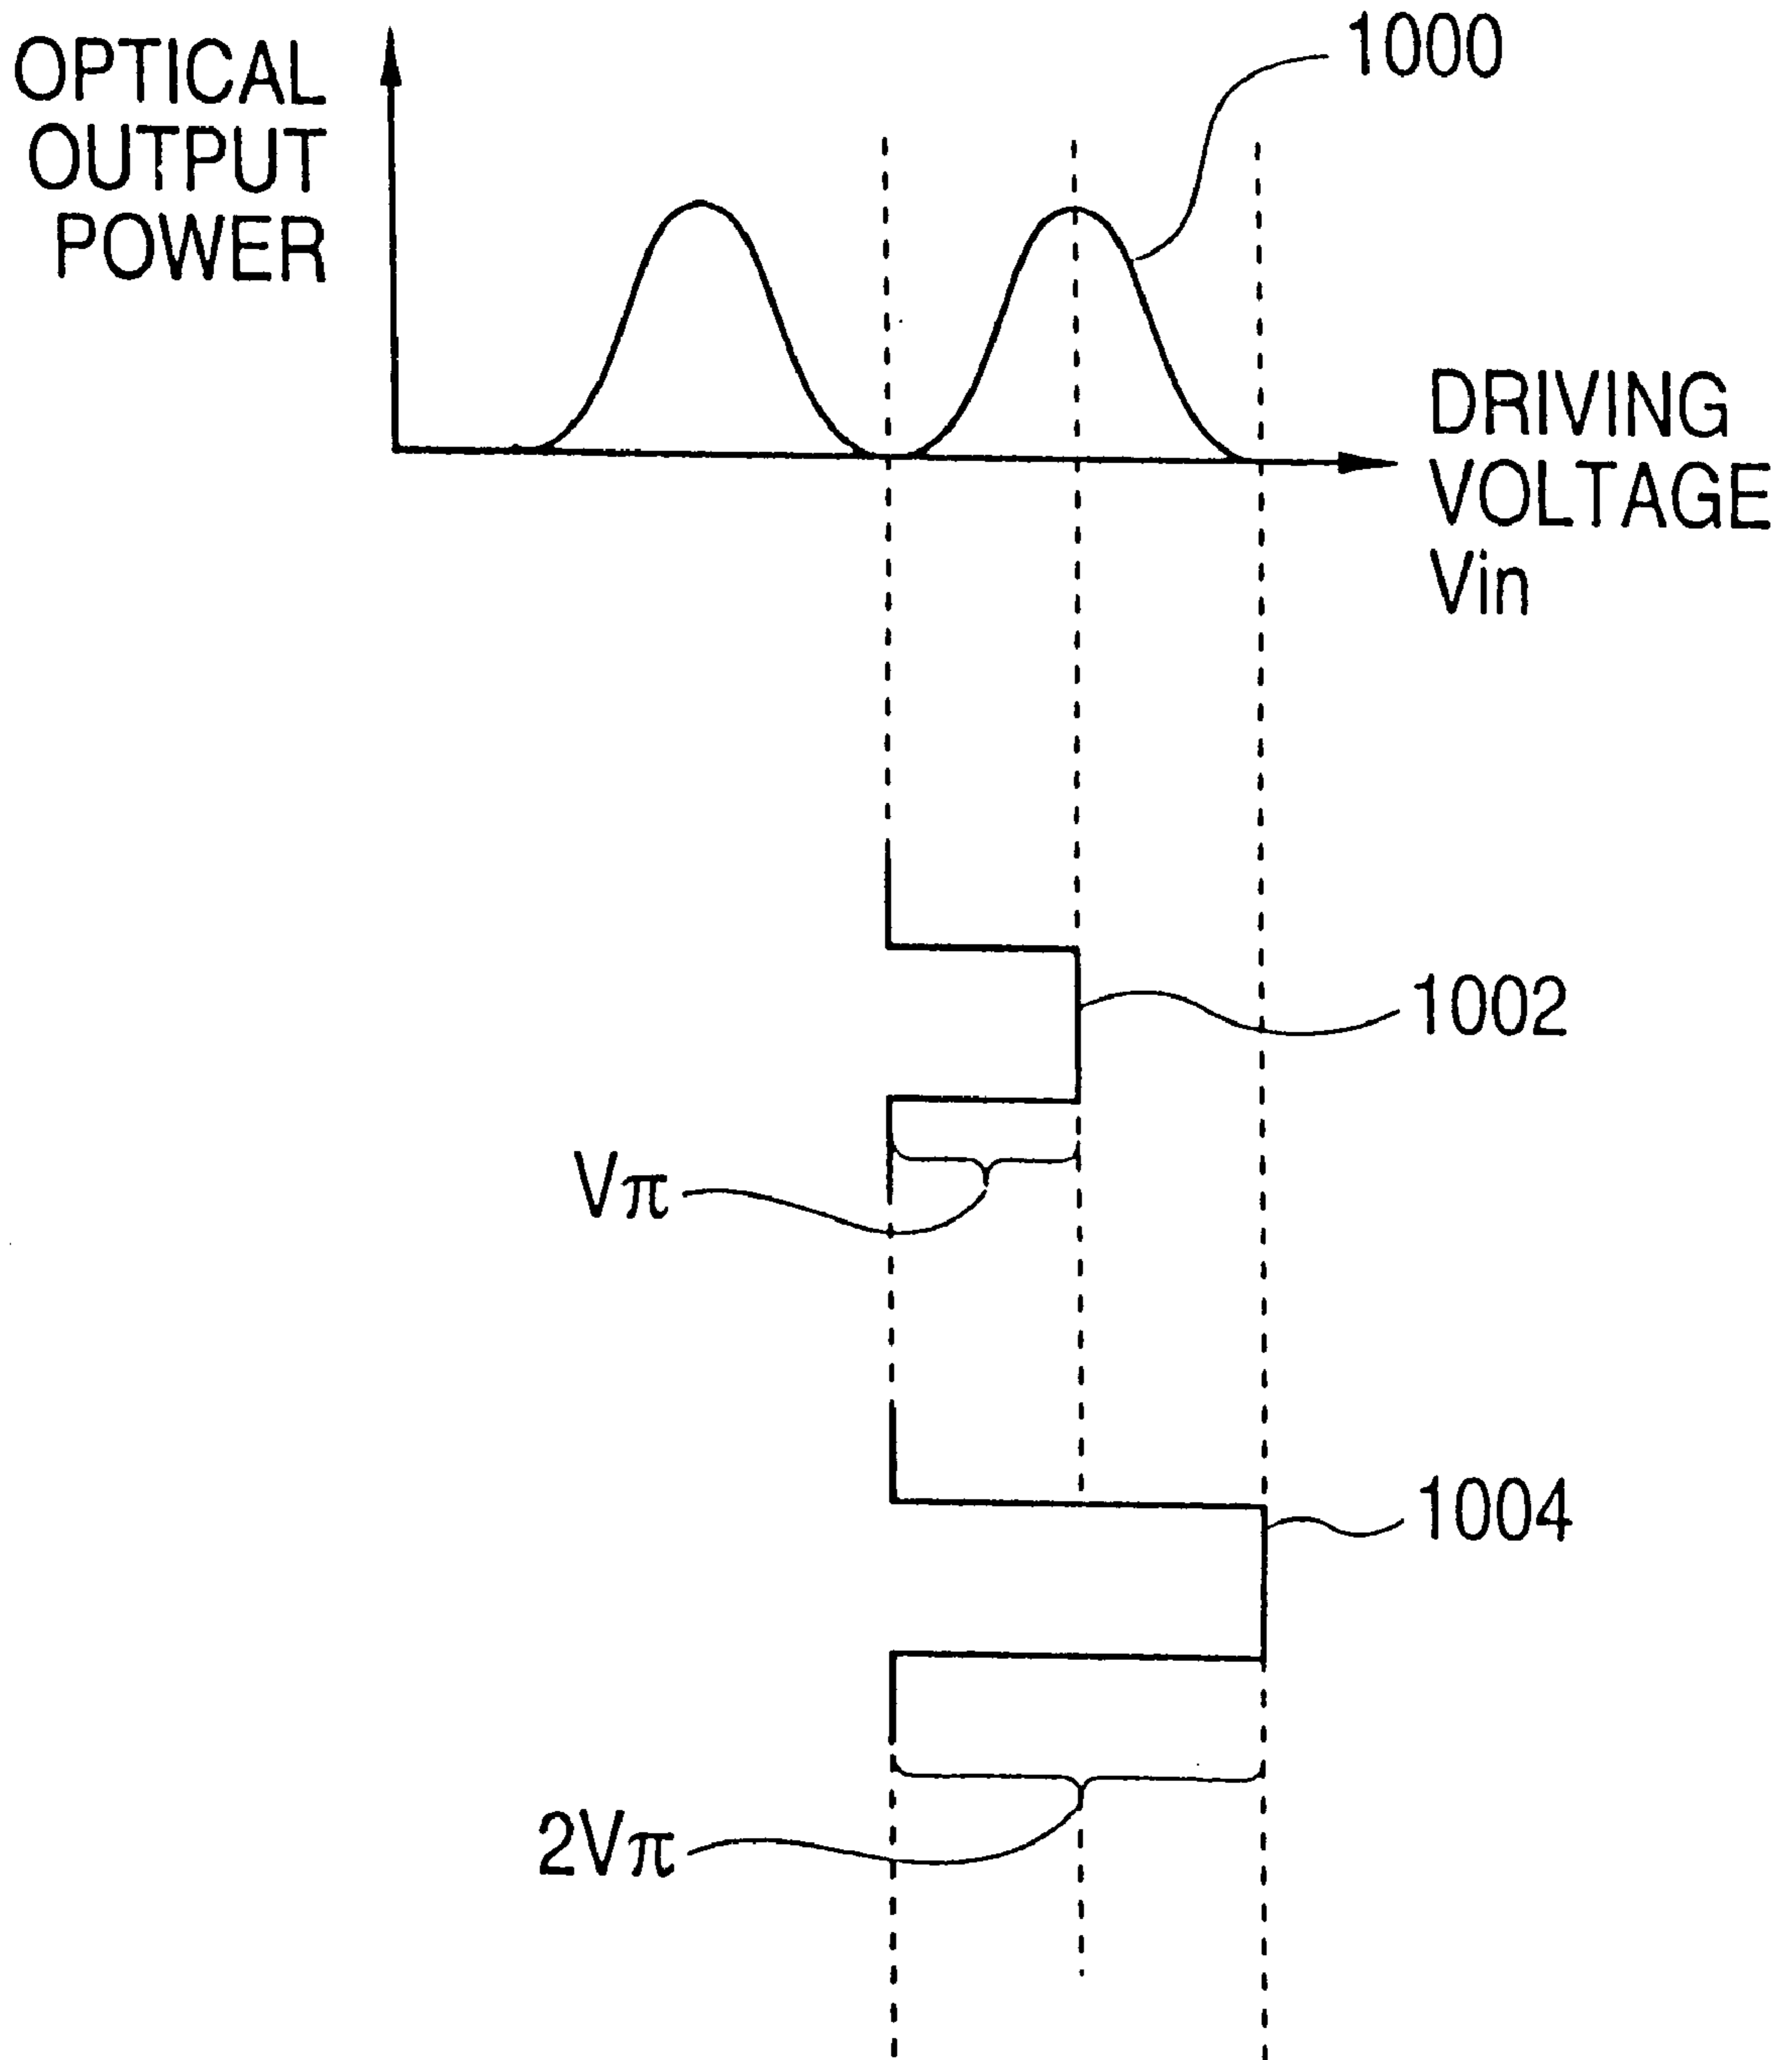 OPTICAL
OUTPUT
POWER
1000
DRIVING
VOLTAGE
Vin
1002
Vπ
1004
2Vπ